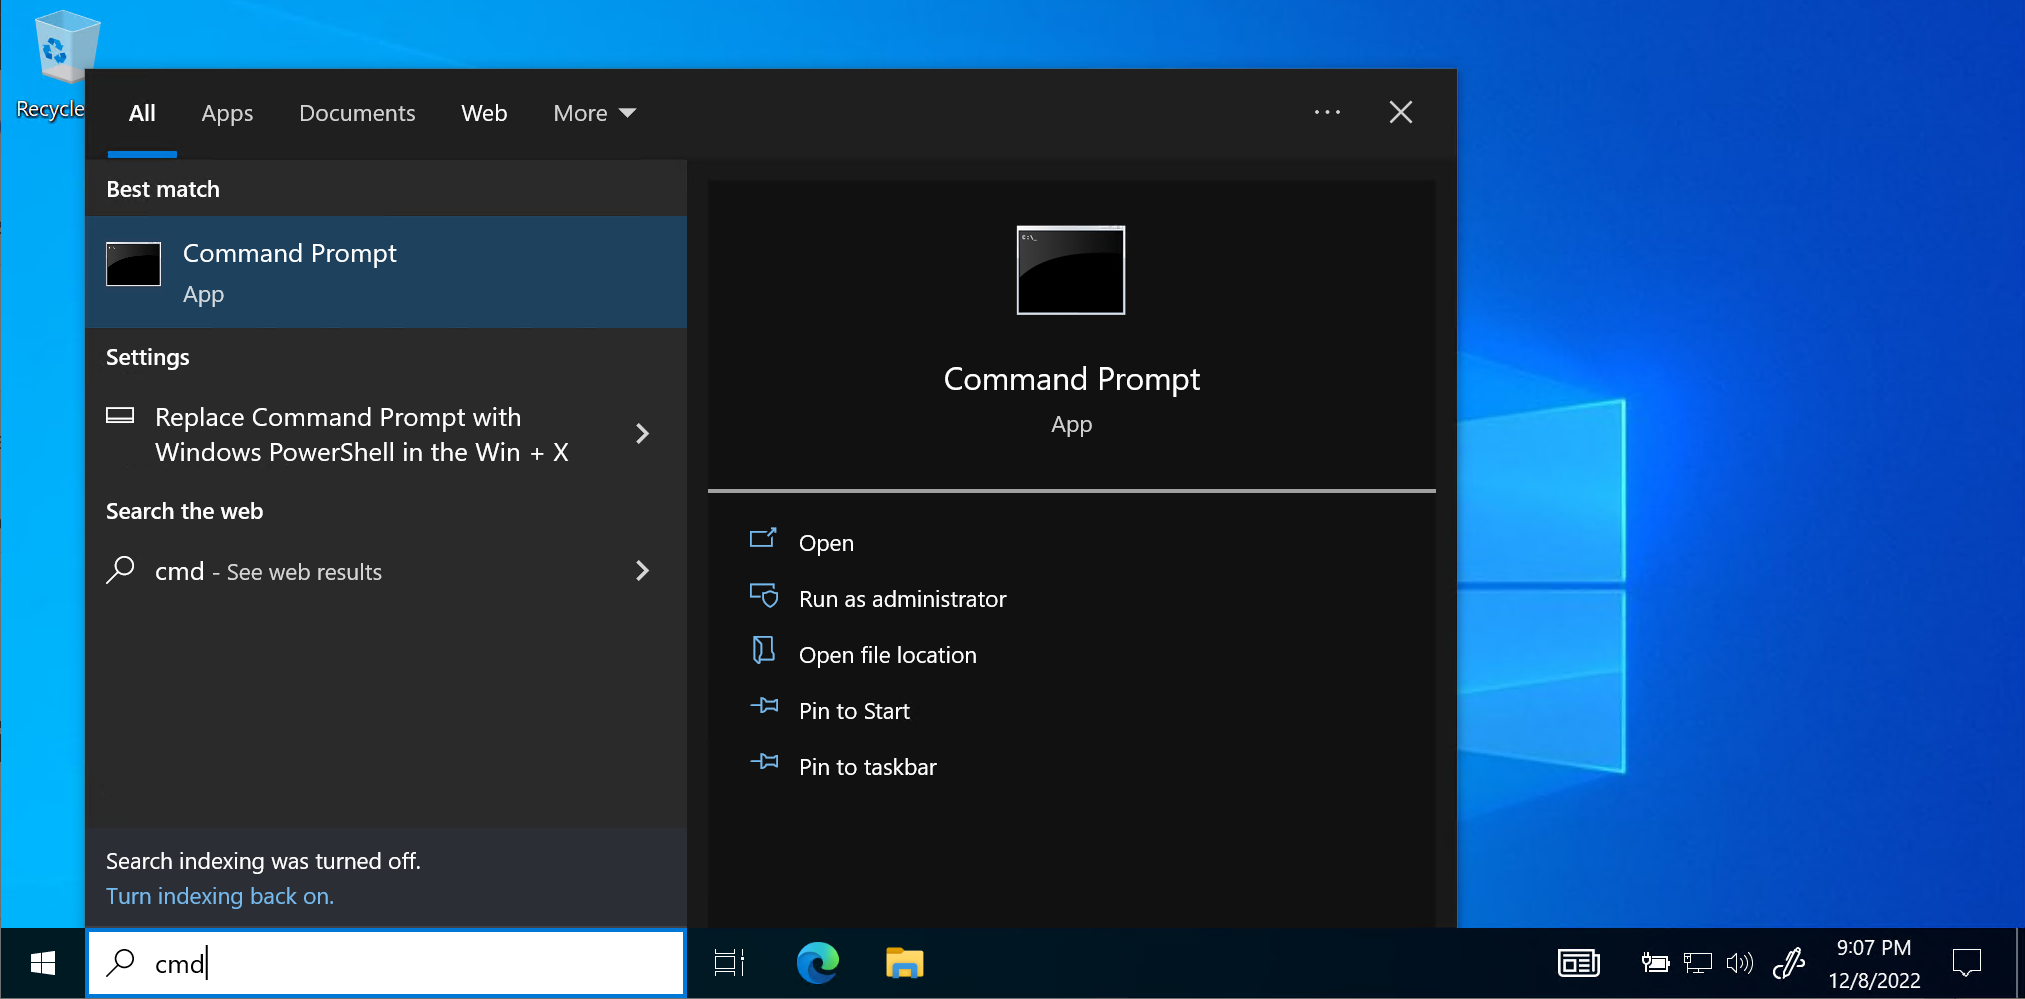 Recycle
All Apps Documents Web More
Best match
Command Prompt
App
Settings
Replace Command Prompt with
Windows PowerShell in the Win + X
Search the web
cmd - See web results
Search indexing was turned off.
Turn indexing back on.
Command Prompt
App
Open
Run as administrator
Open file location
Pin to Start
Pin to taskbar
cmd
9:07 PM
12/8/2022